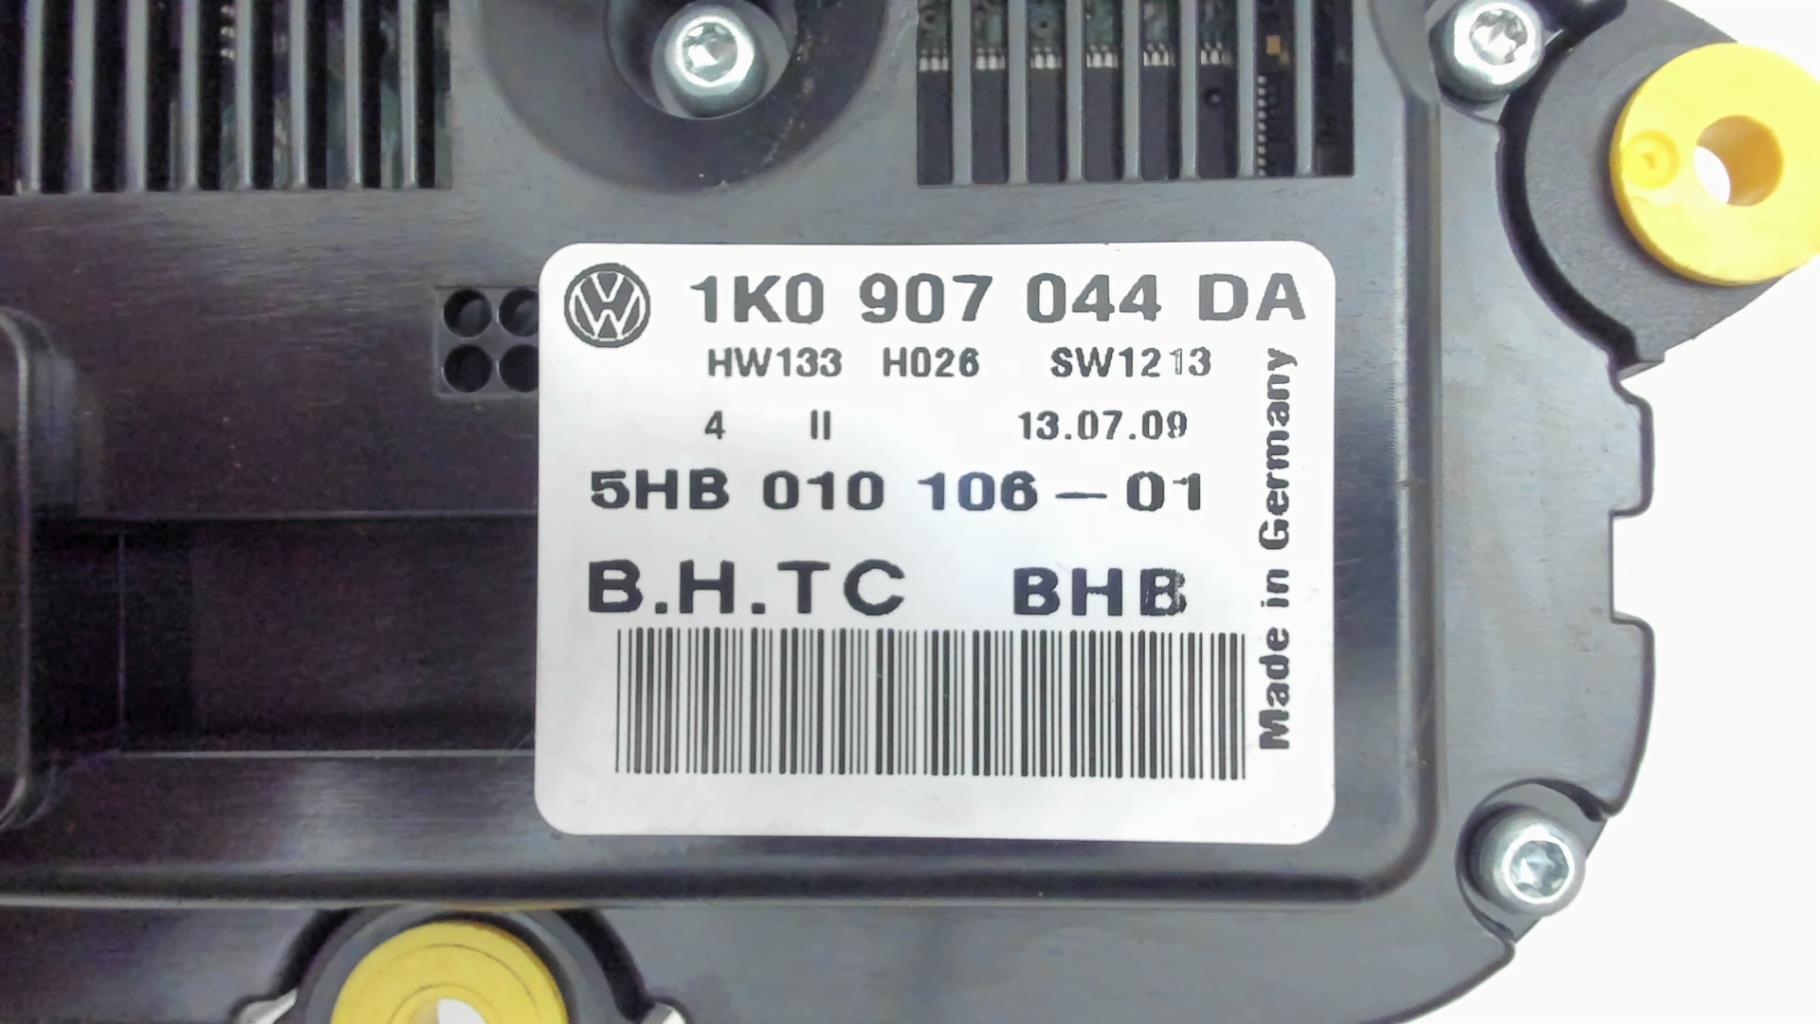 1K0 907 044 DA
HW133 H026 SW1213
4 II 13.07.09
5HB 010 106-01
B.H.TC BHB
Made in Germany